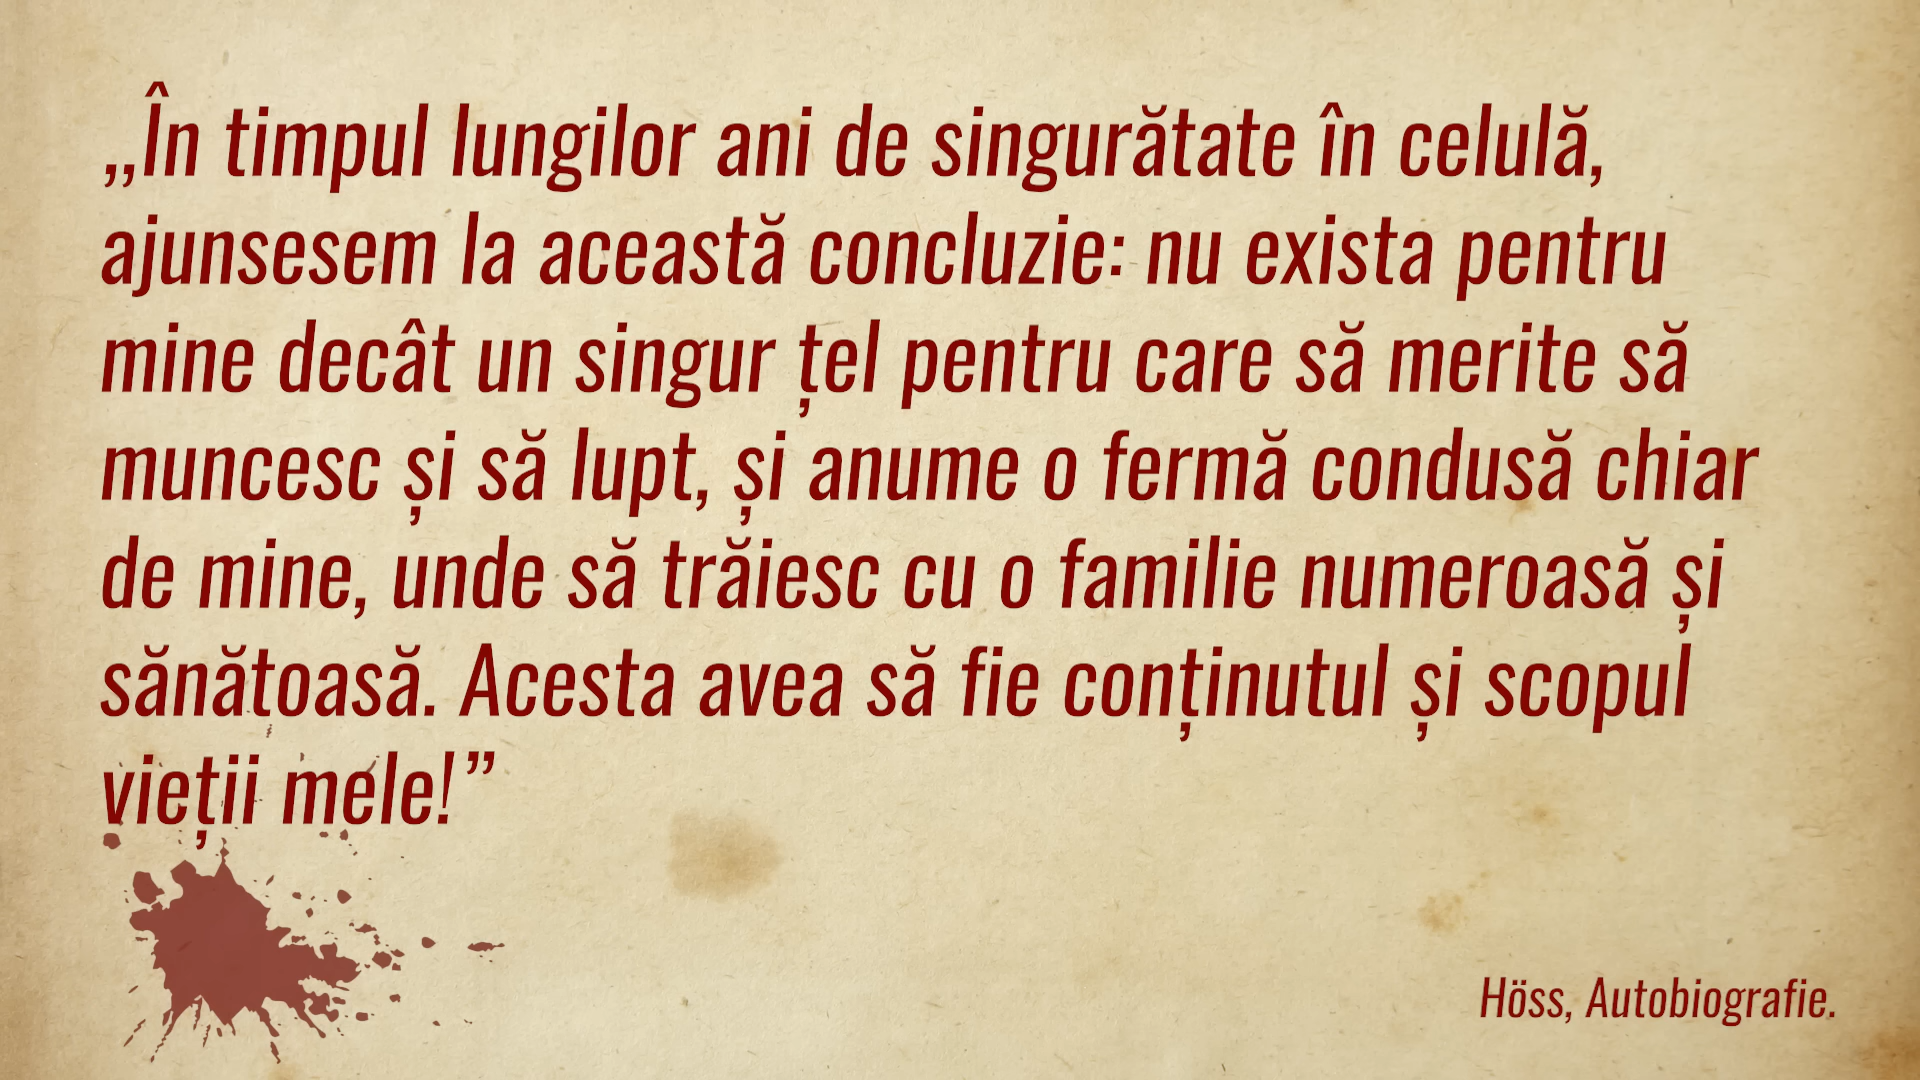 „În timpul lungilor ani de singurătate în celulă,
ajunsesem la această concluzie: nu exista pentru
mine decât un singur țel pentru care să merite să
muncesc și să lupt, și anume o fermă condusă chiar
de mine, unde să trăiesc cu o familie numeroasă și
sănătoasă. Acesta avea să fie conținutul și scopul
vieții mele!”
Höss, Autobiografie.